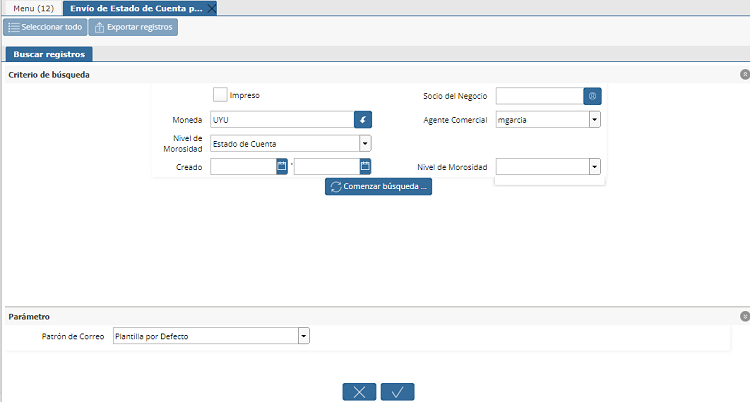 Menu (12)
Envío de Estado de Cuenta p...
Seleccionar todo
Exportar registros
Buscar registros
Criterio de búsqueda
Impreso
Socio del Negocio
Moneda
UYU
Agente Comercial
mgarcia
Nivel de
Morosidad
Estado de Cuenta
Creado
-
Nivel de Morosidad
Comenzar búsqueda ...
Parámetro
Patrón de Correo
Plantilla por Defecto